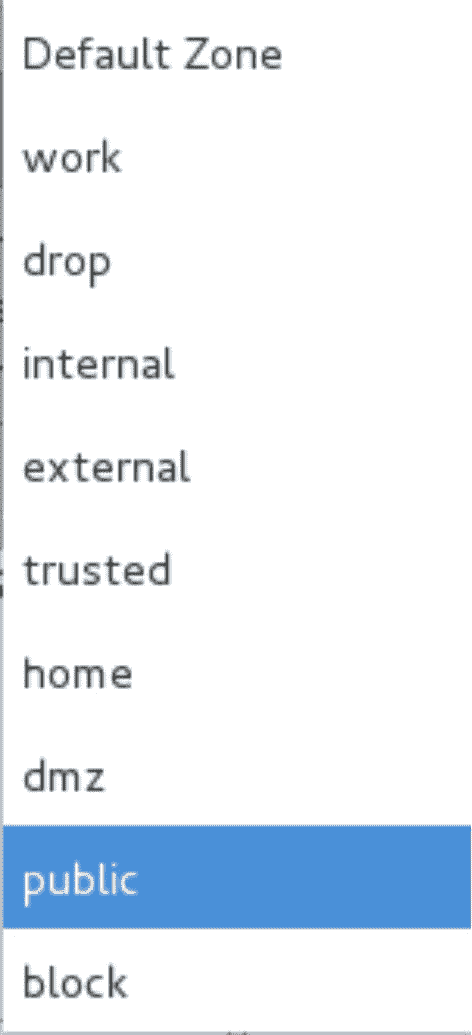 Default Zone
work
drop
internal
external
trusted
home
dmz
public
block